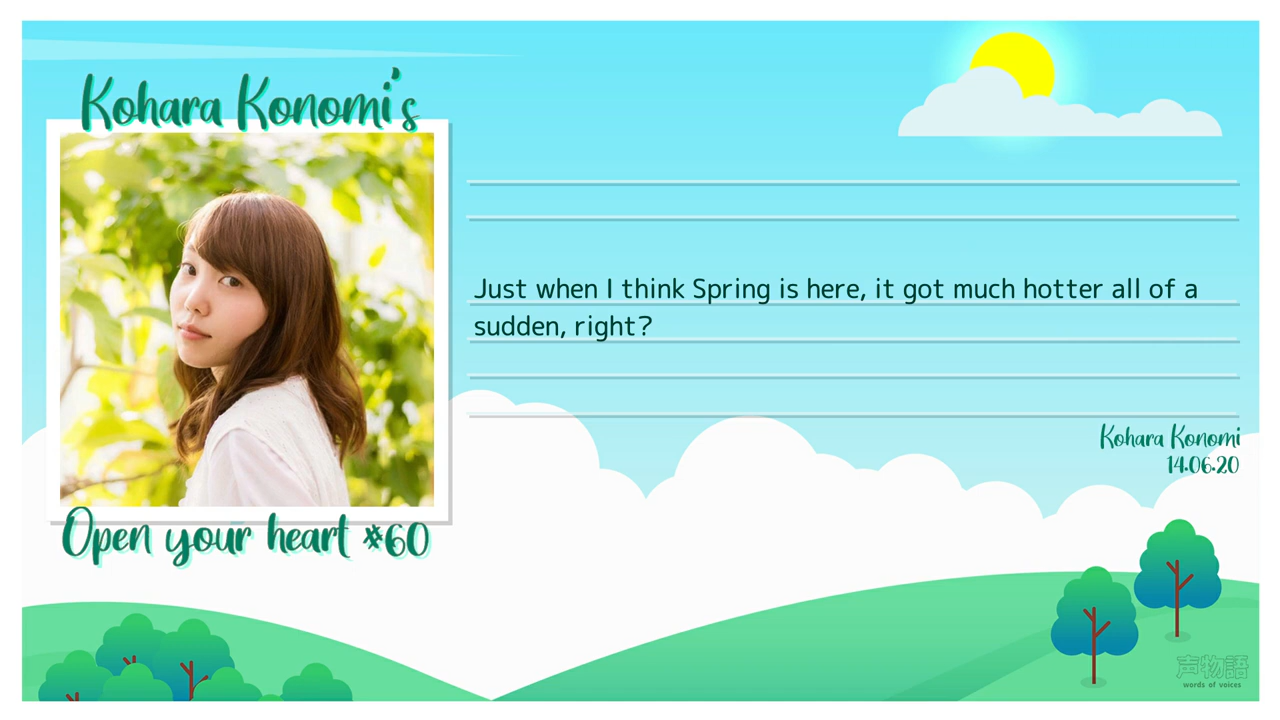 Kohara Konomi's
Just when I think Spring is here, it got much hotter all of a
sudden, right?
Kohara Konomi
14.06.20
Open your heart #60
声物語
words of voices